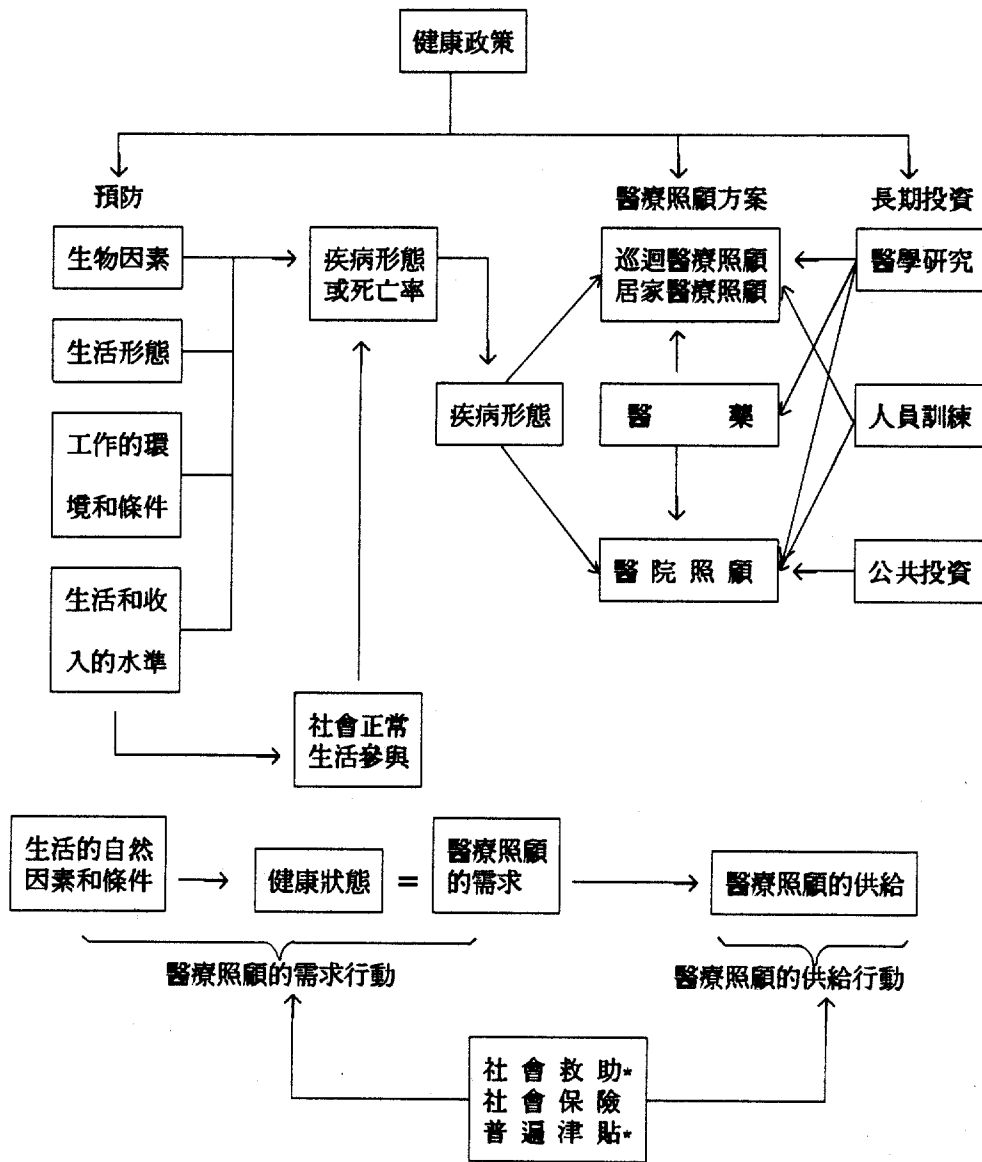 健康政策
預防
醫療照顧方案
長期投資
生物因素
疾病形態
或死亡率
巡迴醫療照顧
居家醫療照顧
醫學研究
生活形態
疾病形態
醫 藥
人員訓練
工作的環
境和條件
醫院照顧
公共投資
生活和收
入的水準
社會正常
生活參與
生活的自然
因素和條件
健康狀態
=
醫療照顧
的需求
醫療照顧的供給
醫療照顧的需求行動
醫療照顧的供給行動
社會救助*
社會保險
普遍津貼*